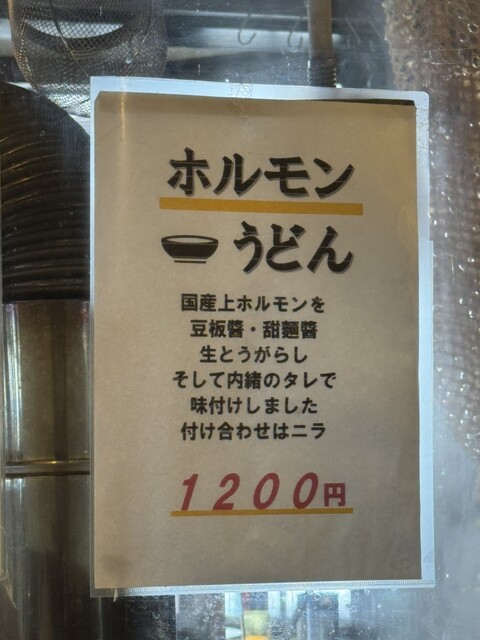 ホルモン
うどん
国産上ホルモンを
豆板醤・甜麺醤
生とうがらし
そして内緒のタレで
味付けしました
付け合わせはニラ
1200円